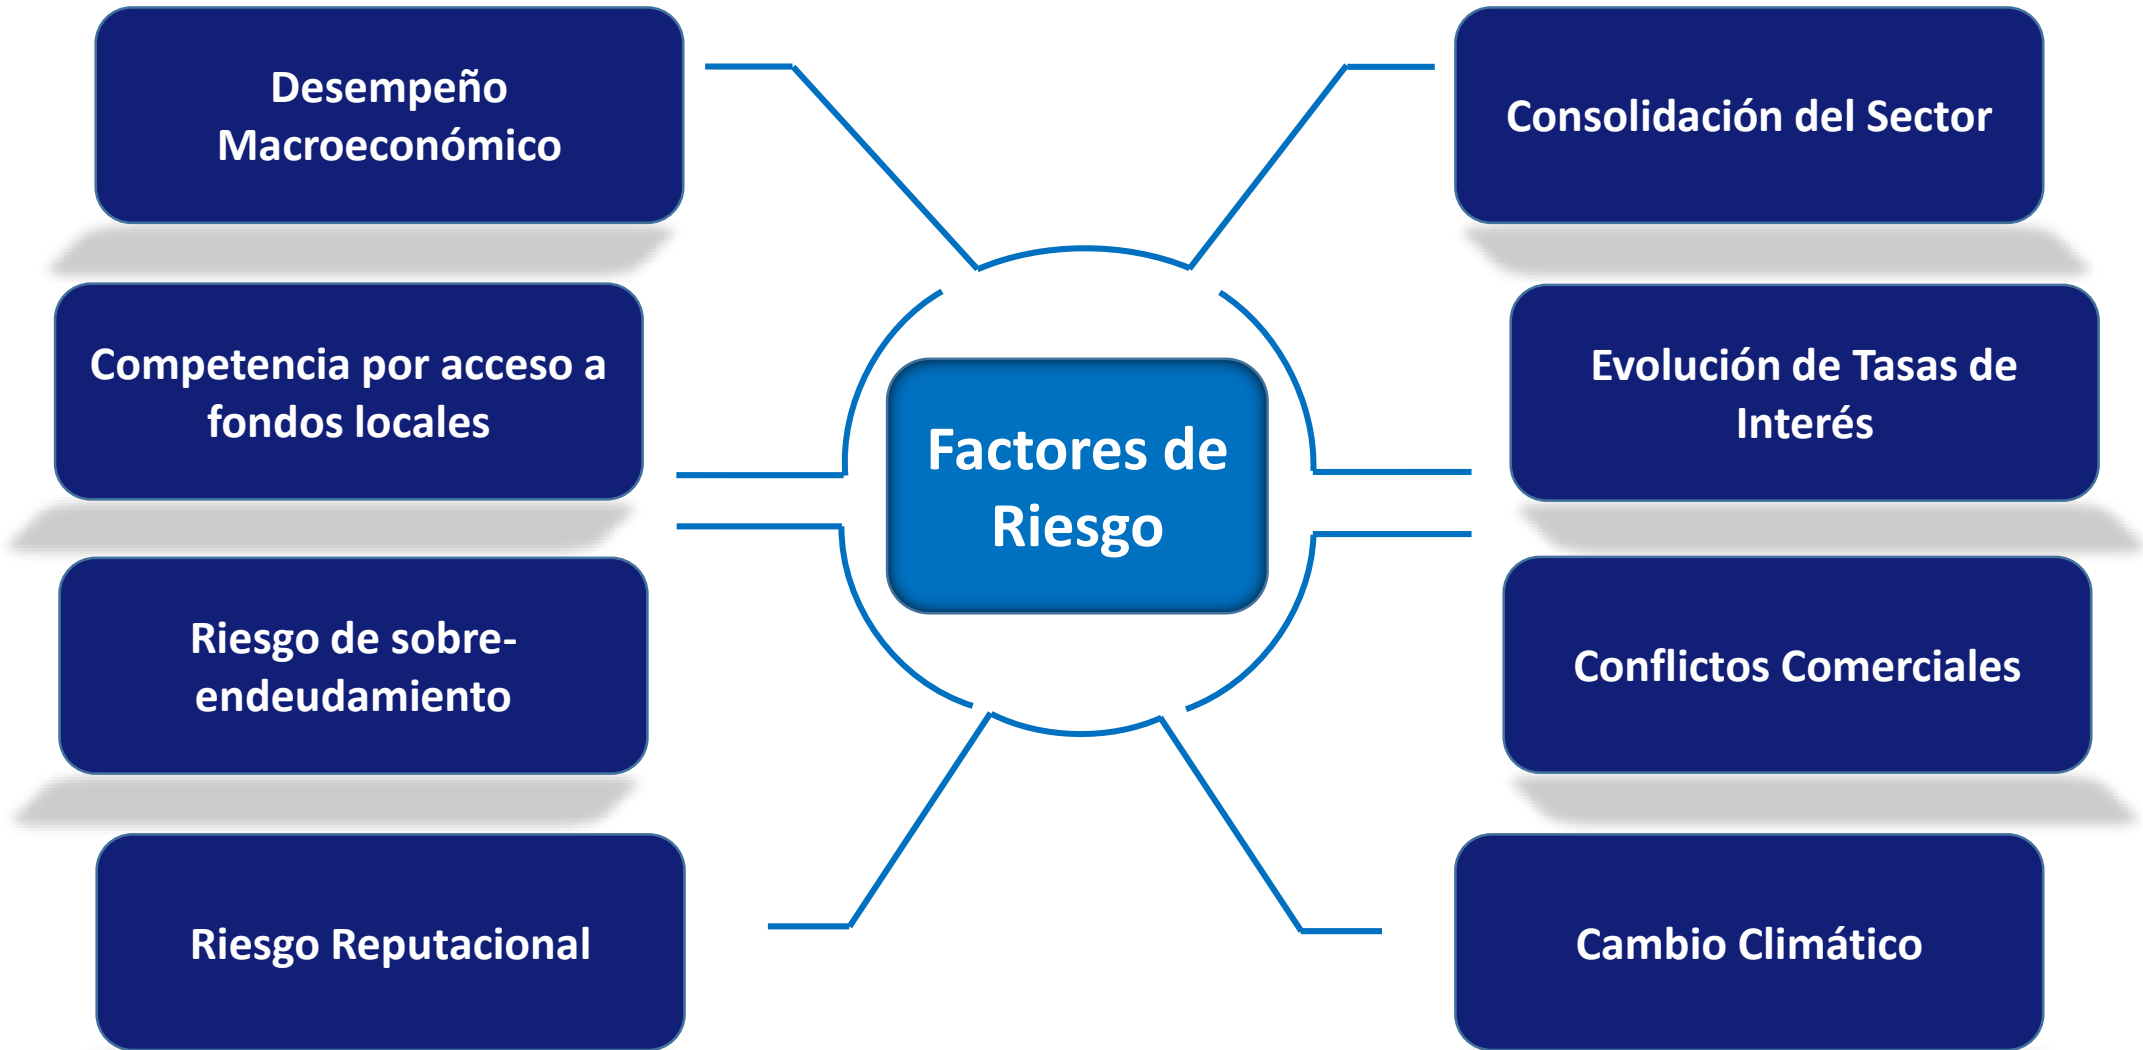 Desempeño
Macroeconómico
Competencia por acceso a
fondos locales
Riesgo de sobre-
endeudamiento
Riesgo Reputacional
Factores de
Riesgo
Consolidación del Sector
Evolución de Tasas de
Interés
Conflictos Comerciales
Cambio Climático